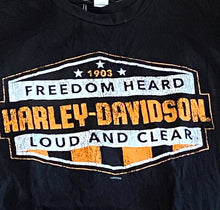 1903
FREEDOM HEARD
HARLEY-DAVIDSON
LOUD AND CLEAR